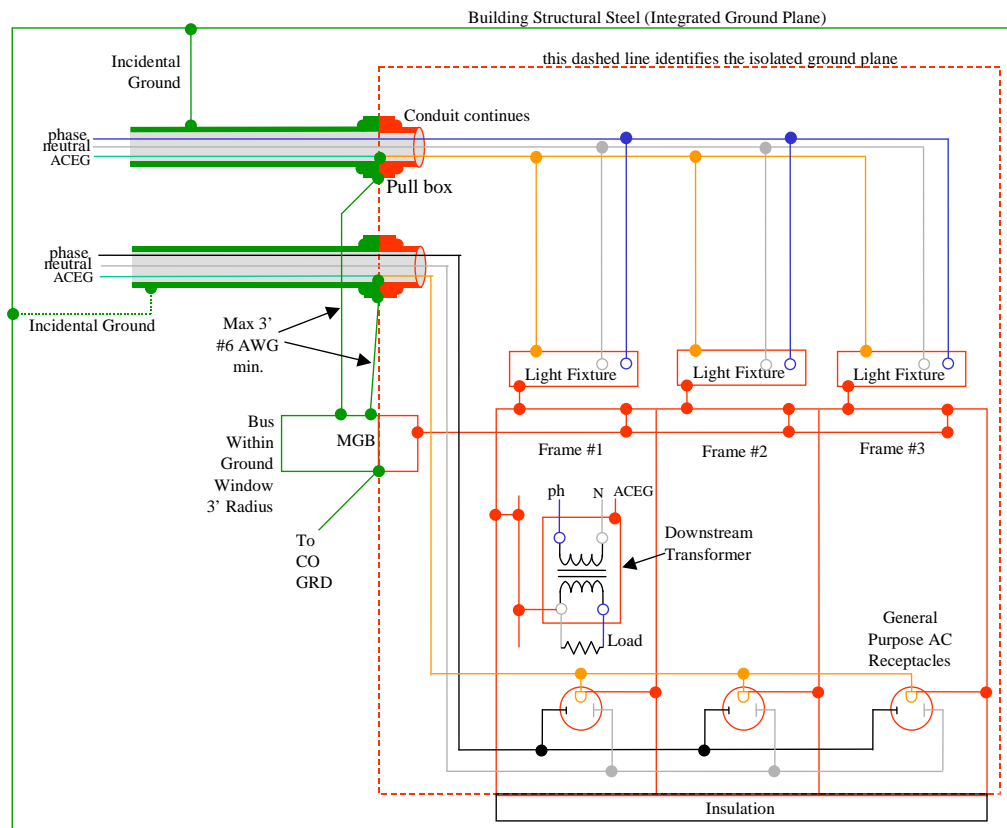 Building Structural Steel (Integrated Ground Plane)
this dashed line identifies the isolated ground plane
Incidental
Ground
Conduit continues
phase
neutral
ACEG
Pull box
phase
neutral
ACEG
Incidental Ground
Max 3’
#6 AWG
min.
Light Fixture
Light Fixture
Light Fixture
Bus
Within
Ground
Window
3’ Radius
MGB
Frame #1
Frame #2
Frame #3
ph
N
ACEG
Downstream
Transformer
To
CO
GRD
Load
General
Purpose AC
Receptacles
Insulation